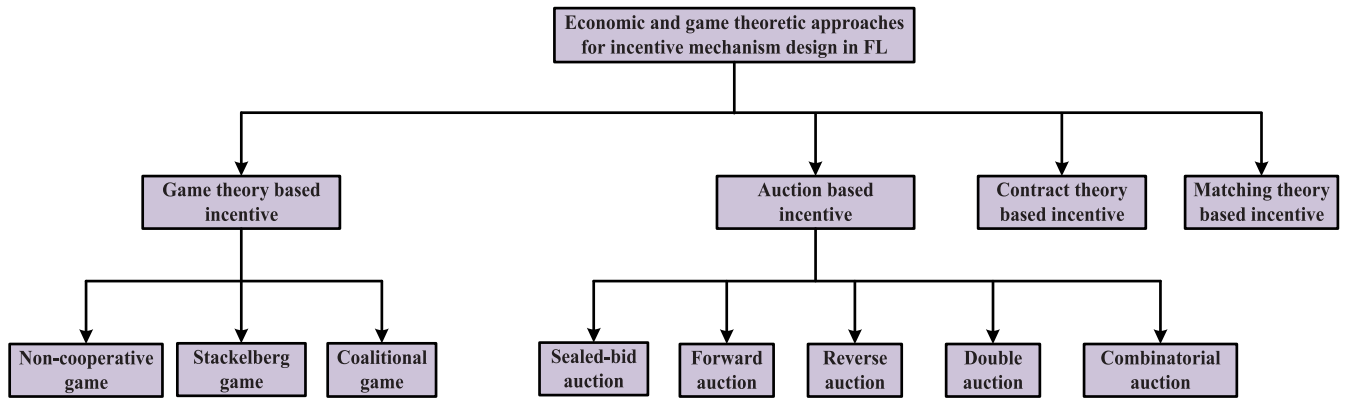 Economic and game theoretic approaches
for incentive mechanism design in FL
Game theory based
incentive
Auction based
incentive
Contract theory
based incentive
Matching theory
based incentive
Non-cooperative
game
Stackelberg
game
Coalitional
game
Sealed-bid
auction
Forward
auction
Reverse
auction
Double
auction
Combinatorial
auction